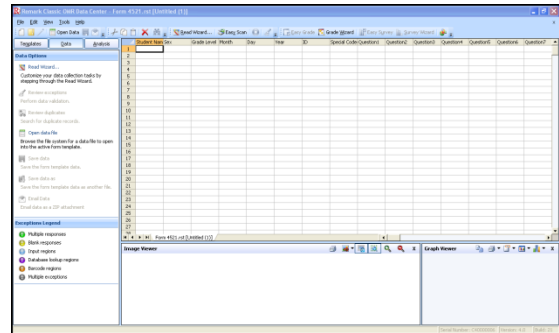 Remark Classic OMR Data Center - Form 4521.rst [Untitled (1)]
File Edit View Tools Help
Open Data Read Wizard... Easy Scan Easy Grade Grade Wizard Easy Survey Survey Wizard
Templates Data Analysis
Student Nam Sex Grade Level Month Day Year ID Special Code Question1 Question2 Question3 Question4 Question5 Question6 Question7
Data Options
Read Wizard...
Customize your data collection tasks by
stepping through the Read Wizard.
Review exceptions
Perform data validation.
Review duplicates
Search for duplicate records.
Open data file
Browse the file system for a data file to open
into the active form template.
Save data
Save the form template data.
Save data as
Save the form template data as another file.
Email Data
Email data as a ZIP attachment
Exceptions Legend
Multiple responses
Blank responses
Input regions
Database lookup regions
Barcode regions
Multiple exceptions
1
2
3
4
5
6
7
8
9
10
11
12
13
14
15
16
17
18
19
20
21
22
23
24
25
26
27
Form 4521.rst [Untitled (1)]
Image Viewer
Graph Viewer